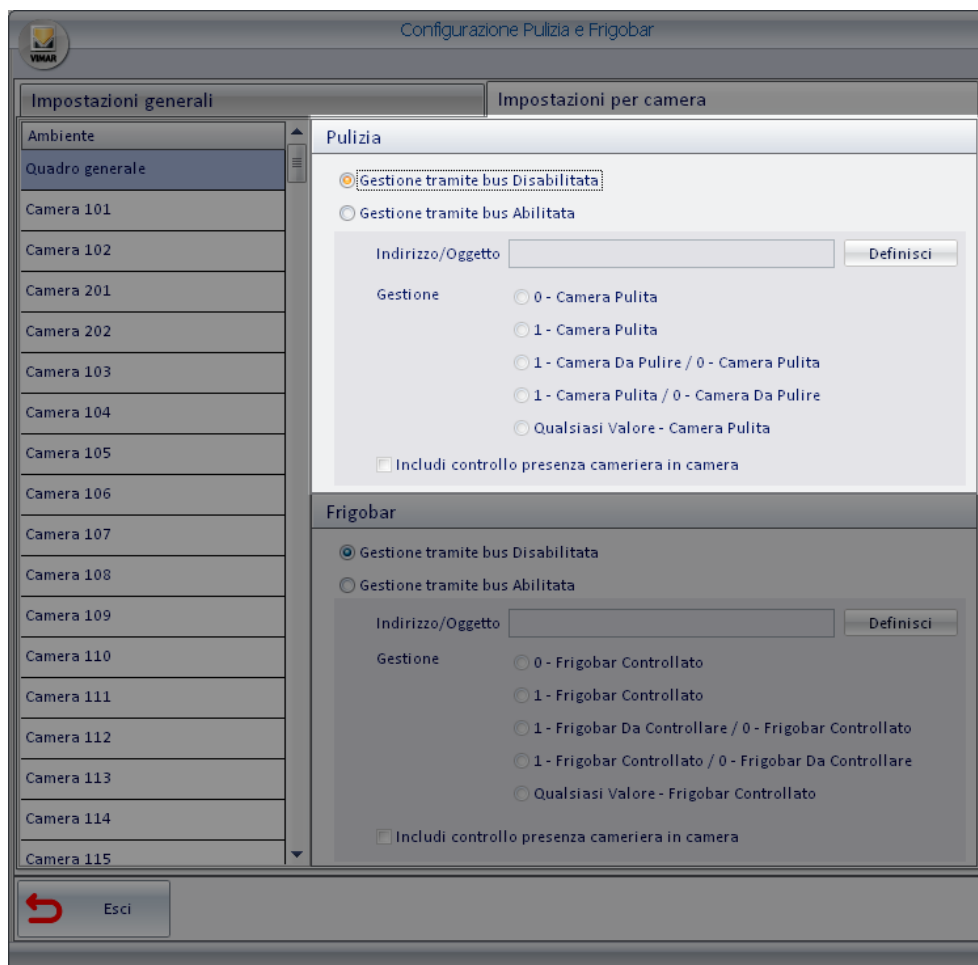 Configurazione Pulizia e Frigobar
VIMAR
Impostazioni generali
Impostazioni per camera
Ambiente
Quadro generale
Camera 101
Camera 102
Camera 201
Camera 202
Camera 103
Camera 104
Camera 105
Camera 106
Camera 107
Camera 108
Camera 109
Camera 110
Camera 111
Camera 112
Camera 113
Camera 114
Camera 115
Pulizia
Gestione tramite bus Disabilitata
Gestione tramite bus Abilitata
Indirizzo/Oggetto
Definisci
Gestione
0 - Camera Pulita
1 - Camera Pulita
1 - Camera Da Pulire / 0 - Camera Pulita
1 - Camera Pulita / 0 - Camera Da Pulire
Qualsiasi Valore - Camera Pulita
Includi controllo presenza cameriera in camera
Frigobar
Gestione tramite bus Disabilitata
Gestione tramite bus Abilitata
Indirizzo/Oggetto
Definisci
Gestione
0 - Frigobar Controllato
1 - Frigobar Controllato
1 - Frigobar Da Controllare / 0 - Frigobar Controllato
1 - Frigobar Controllato / 0 - Frigobar Da Controllare
Qualsiasi Valore - Frigobar Controllato
Includi controllo presenza cameriera in camera
Esci